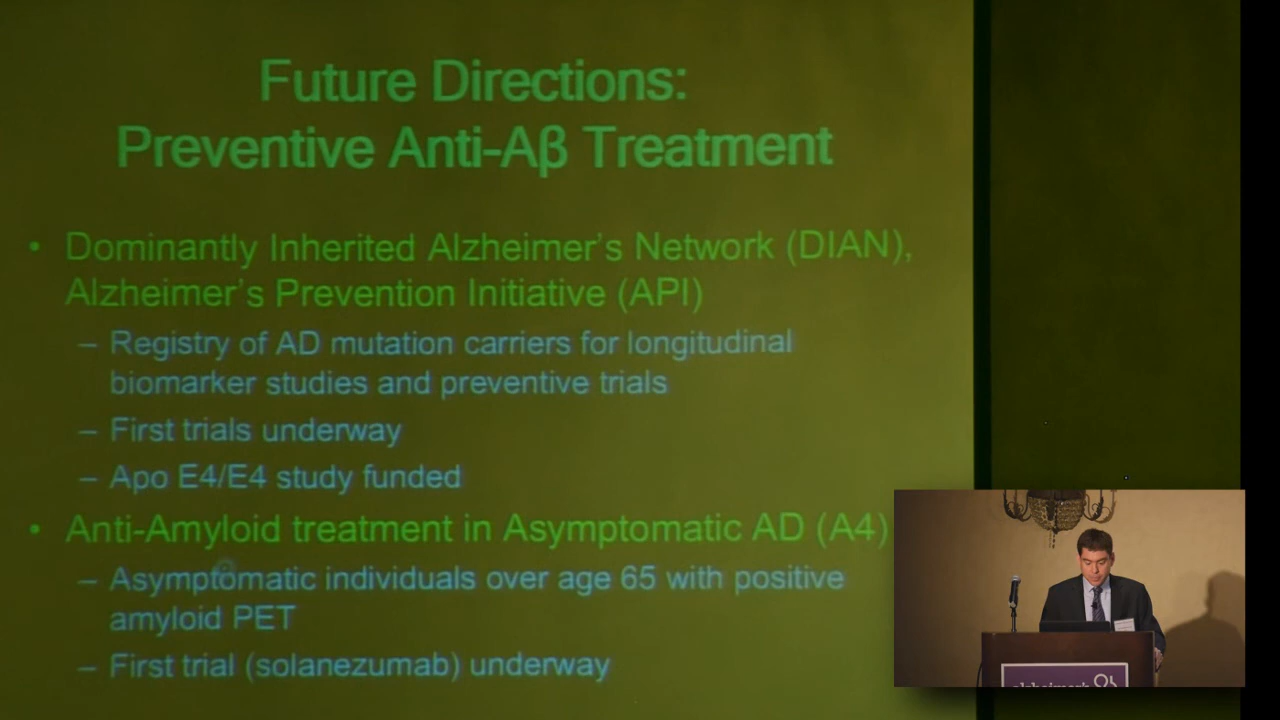 Future Directions:
Preventive Anti-Aβ Treatment
• Dominantly Inherited Alzheimer's Network (DIAN),
Alzheimer's Prevention Initiative (API)
– Registry of AD mutation carriers for longitudinal
biomarker studies and preventive trials
– First trials underway
– Apo E4/E4 study funded
• Anti-Amyloid treatment in Asymptomatic AD (A4)
– Asymptomatic individuals over age 65 with positive
amyloid PET
– First trial (solanezumab) underway
alzheimer's